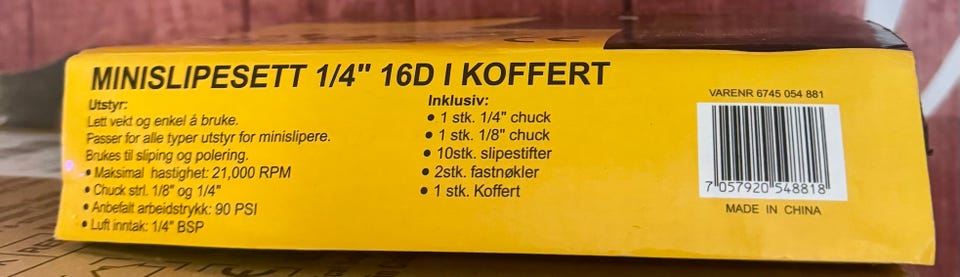 MINISLIPESETT 1/4" 16D I KOFFERT
Utstyr:
Lett vekt og enkel å bruke.
Passer for alle typer utstyr for minislipere.
Brukes til sliping og polering.
• Maksimal hastighet: 21,000 RPM
• Chuck strl. 1/8" og 1/4"
• Anbefalt arbeidstrykk: 90 PSI
• Luft inntak: 1/4" BSP
Inklusiv:
• 1 stk. 1/4" chuck
• 1 stk. 1/8" chuck
• 10stk. slipestifter
• 2stk. fastnøkler
• 1 stk. Koffert
VARENR 6745 054 881
7 057920 548818
MADE IN CHINA